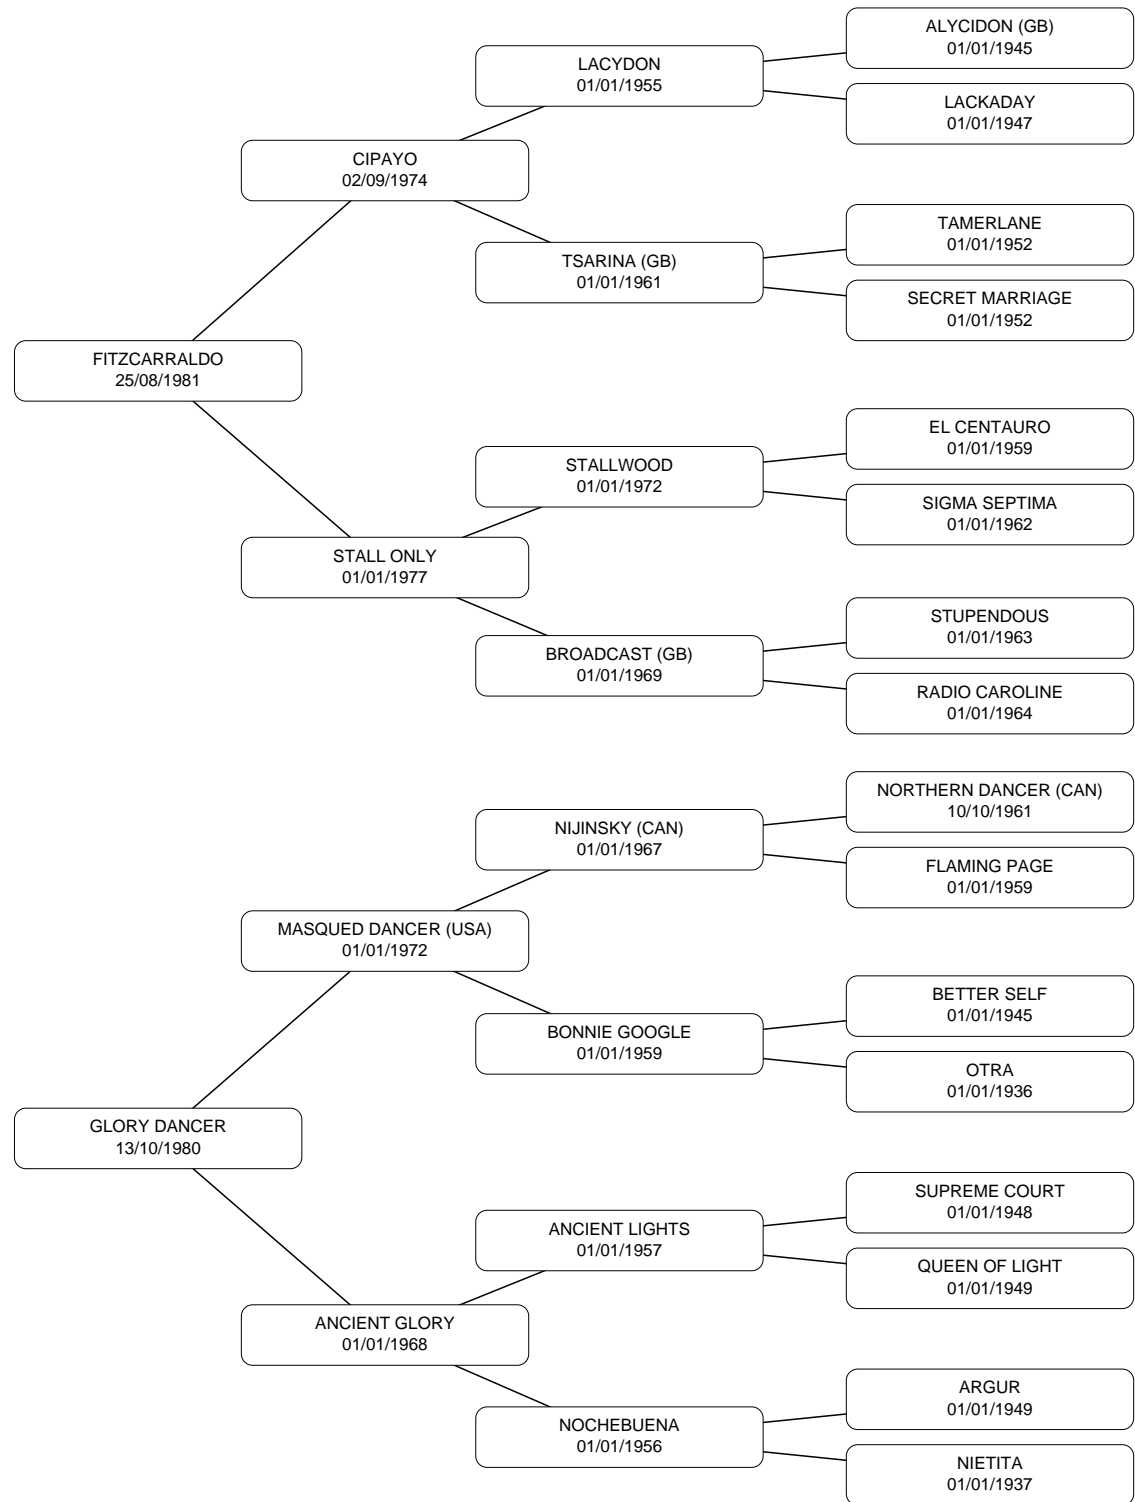 ALYCIDON (GB)
01/01/1945
LACYDON
01/01/1955
LACKADAY
01/01/1947
CIPAYO
02/09/1974
TAMERLANE
01/01/1952
TSARINA (GB)
01/01/1961
SECRET MARRIAGE
01/01/1952
FITZCARRALDO
25/08/1981
EL CENTAURO
01/01/1959
STALLWOOD
01/01/1972
SIGMA SEPTIMA
01/01/1962
STALL ONLY
01/01/1977
STUPENDOUS
01/01/1963
BROADCAST (GB)
01/01/1969
RADIO CAROLINE
01/01/1964
NORTHERN DANCER (CAN)
10/10/1961
NIJINSKY (CAN)
01/01/1967
FLAMING PAGE
01/01/1959
MASQUED DANCER (USA)
01/01/1972
BETTER SELF
01/01/1945
BONNIE GOOGLE
01/01/1959
OTRA
01/01/1936
GLORY DANCER
13/10/1980
SUPREME COURT
01/01/1948
ANCIENT LIGHTS
01/01/1957
QUEEN OF LIGHT
01/01/1949
ANCIENT GLORY
01/01/1968
ARGUR
01/01/1949
NOCHEBUENA
01/01/1956
NIETITA
01/01/1937